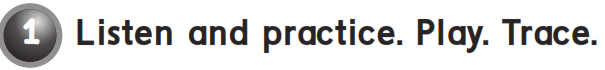 1 Listen and practice. Play. Trace.